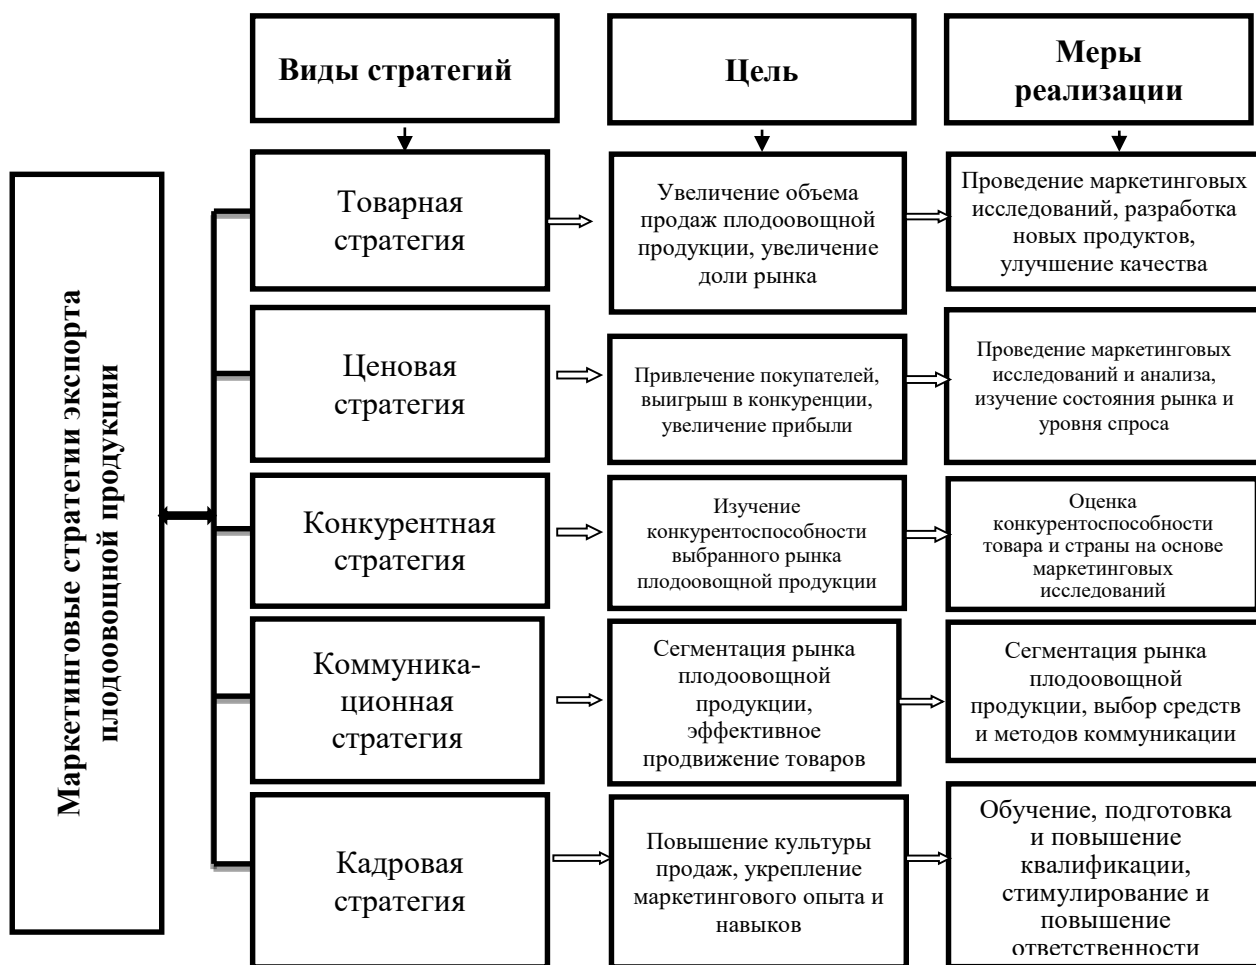 Виды стратегий
Цель
Меры
реализации
Маркетинговые стратегии экспорта
плодоовощной продукции
Товарная
стратегия
Увеличение объема
продаж плодоовощной
продукции, увеличение
доли рынка
Проведение маркетинговых
исследований, разработка
новых продуктов,
улучшение качества
Ценовая
стратегия
Привлечение покупателей,
выигрыш в конкуренции,
увеличение прибыли
Проведение маркетинговых
исследований и анализа,
изучение состояния рынка и
уровня спроса
Конкурентная
стратегия
Изучение
конкурентоспособности
выбранного рынка
плодоовощной продукции
Оценка
конкурентоспособности
товара и страны на основе
маркетинговых
исследований
Коммуника-
ционная
стратегия
Сегментация рынка
плодоовощной
продукции,
эффективное
продвижение товаров
Сегментация рынка
плодоовощной
продукции, выбор средств
и методов коммуникации
Кадровая
стратегия
Повышение культуры
продаж, укрепление
маркетингового опыта и
навыков
Обучение, подготовка
и повышение
квалификации,
стимулирование и
повышение
ответственности